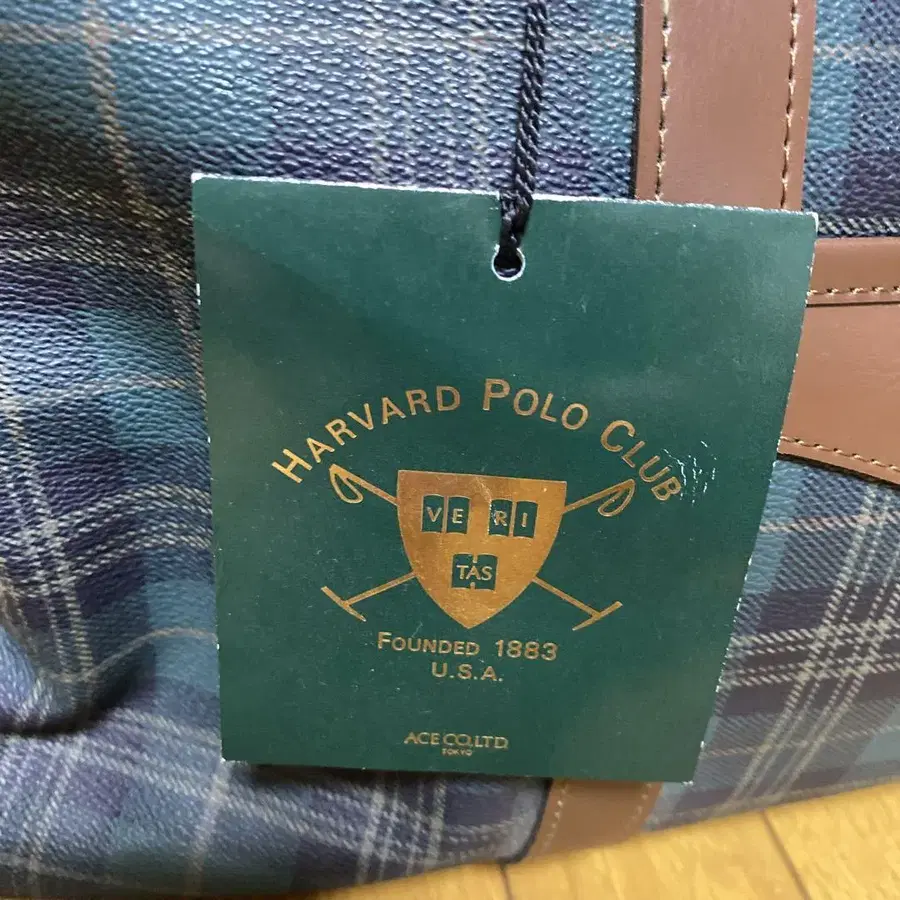 HARVARD POLO CLUB
VE RI
TAS
FOUNDED 1883
U.S.A.
ACE CO.,LTD.
TOKYO